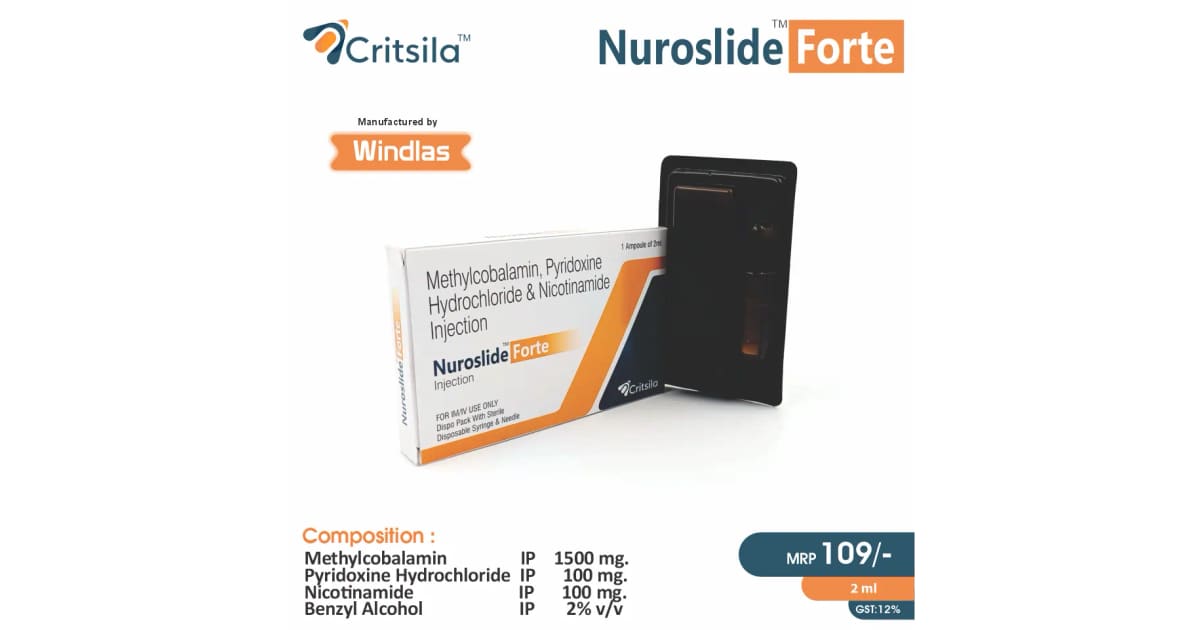 Critsila™
Nuroslide™ Forte
Manufactured by
Windlas
1 Ampoule of 2ml
Methylcobalamin, Pyridoxine
Hydrochloride & Nicotinamide
Injection
Nuroslide™ Forte
Injection
FOR IM/IV USE ONLY
Dispo Pack With Sterile
Disposable Syringe & Needle
Critsila
Nuroslide Forte
Composition :
Methylcobalamin IP 1500 mg.
Pyridoxine Hydrochloride IP 100 mg.
Nicotinamide IP 100 mg.
Benzyl Alcohol IP 2% v/v
MRP 109/-
2 ml
GST:12%